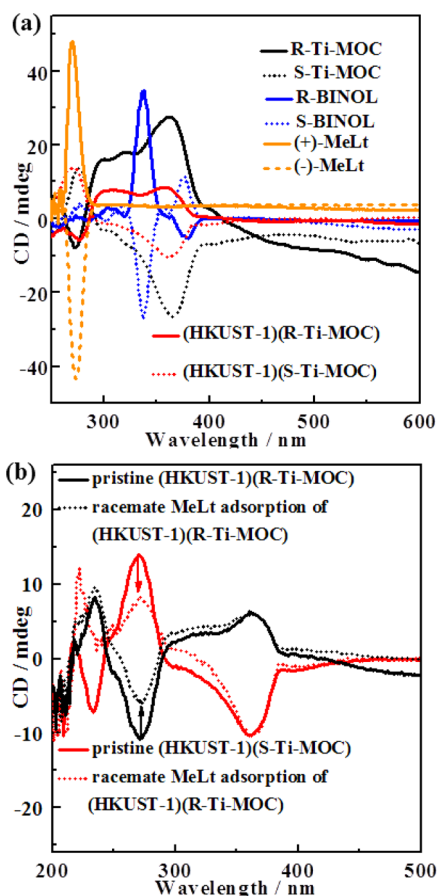 (a)
R-Ti-MOC
S-Ti-MOC
R-BINOL
S-BINOL
(+)-MeLt
(-)-MeLt
(HKUST-1)(R-Ti-MOC)
(HKUST-1)(S-Ti-MOC)
CD / mdeg
40
20
0
-20
-40
300 400 500 600
Wavelength / nm
(b)
pristine (HKUST-1)(R-Ti-MOC)
racemate MeLt adsorption of
(HKUST-1)(R-Ti-MOC)
pristine (HKUST-1)(S-Ti-MOC)
racemate MeLt adsorption of
(HKUST-1)(R-Ti-MOC)
CD / mdeg
20
10
0
-10
-20
200 300 400 500
Wavelength / nm